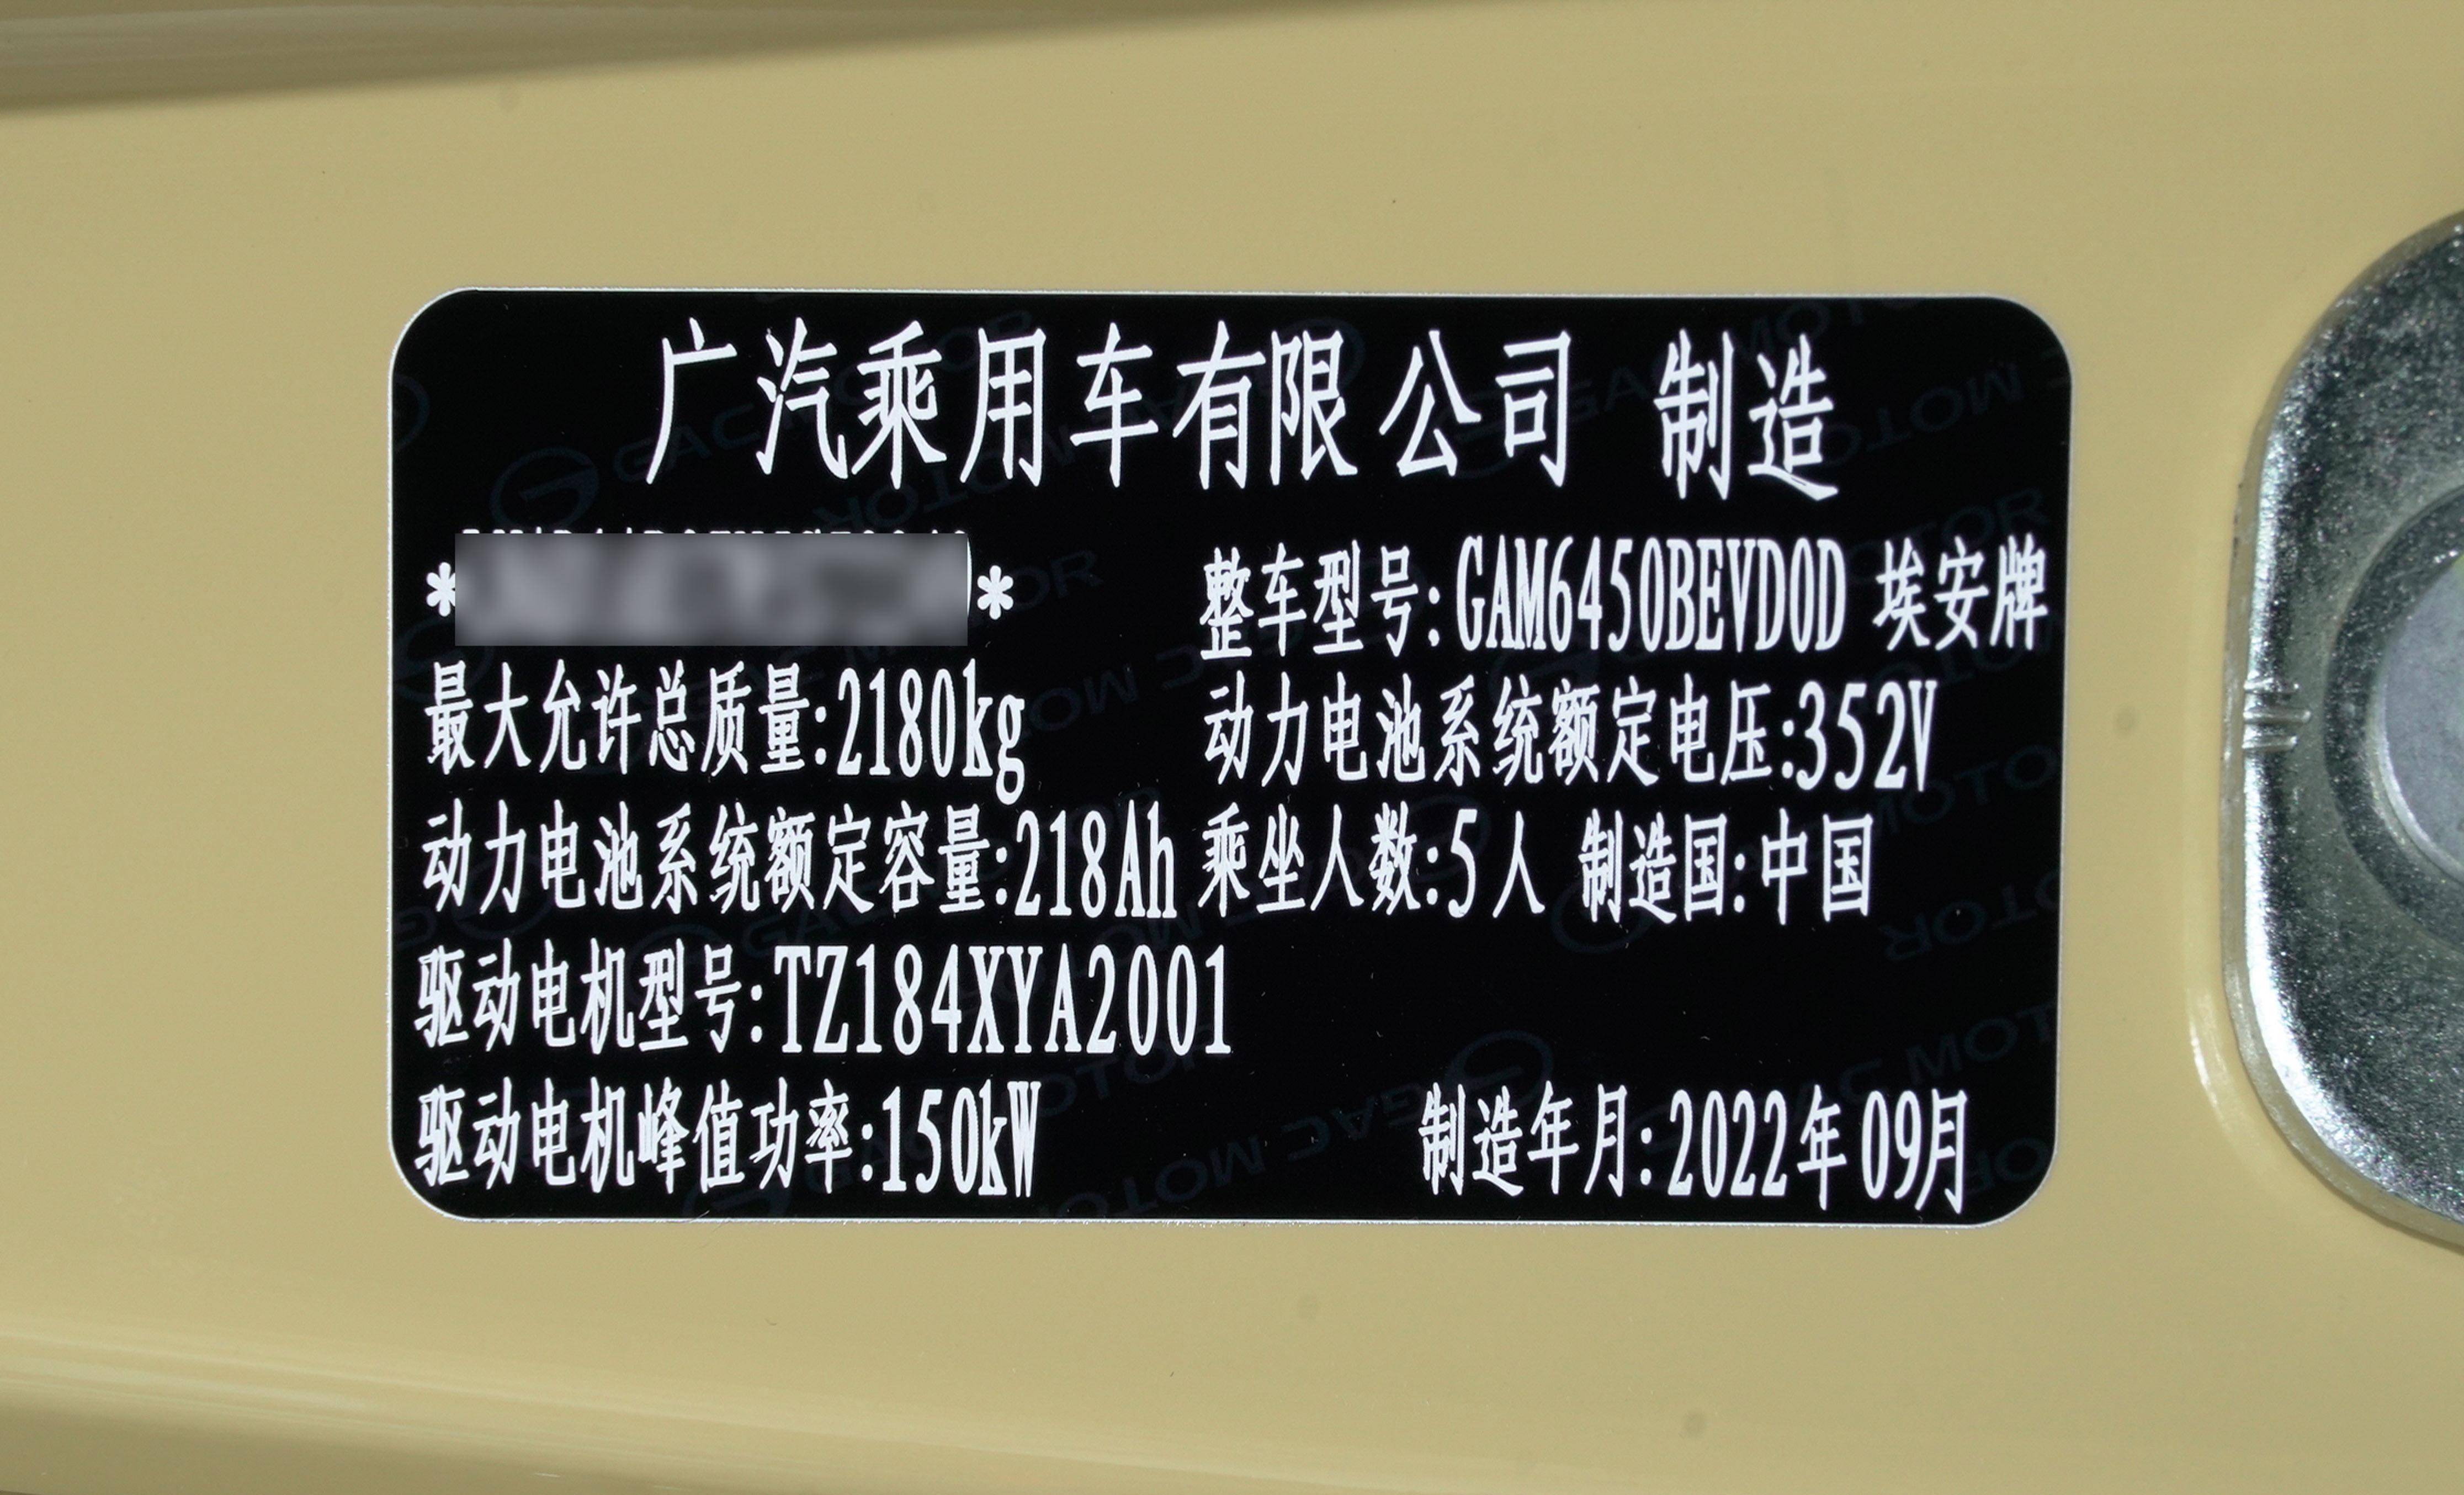 广汽乘用车有限公司 制造
* *
整车型号:GAM6450BEVD0D 埃安牌
最大允许总质量:2180kg
动力电池系统额定电压:352V
动力电池系统额定容量:218Ah
乘坐人数:5人 制造国:中国
驱动电机型号:TZ184XYA2001
驱动电机峰值功率:150kW
制造年月:2022年09月